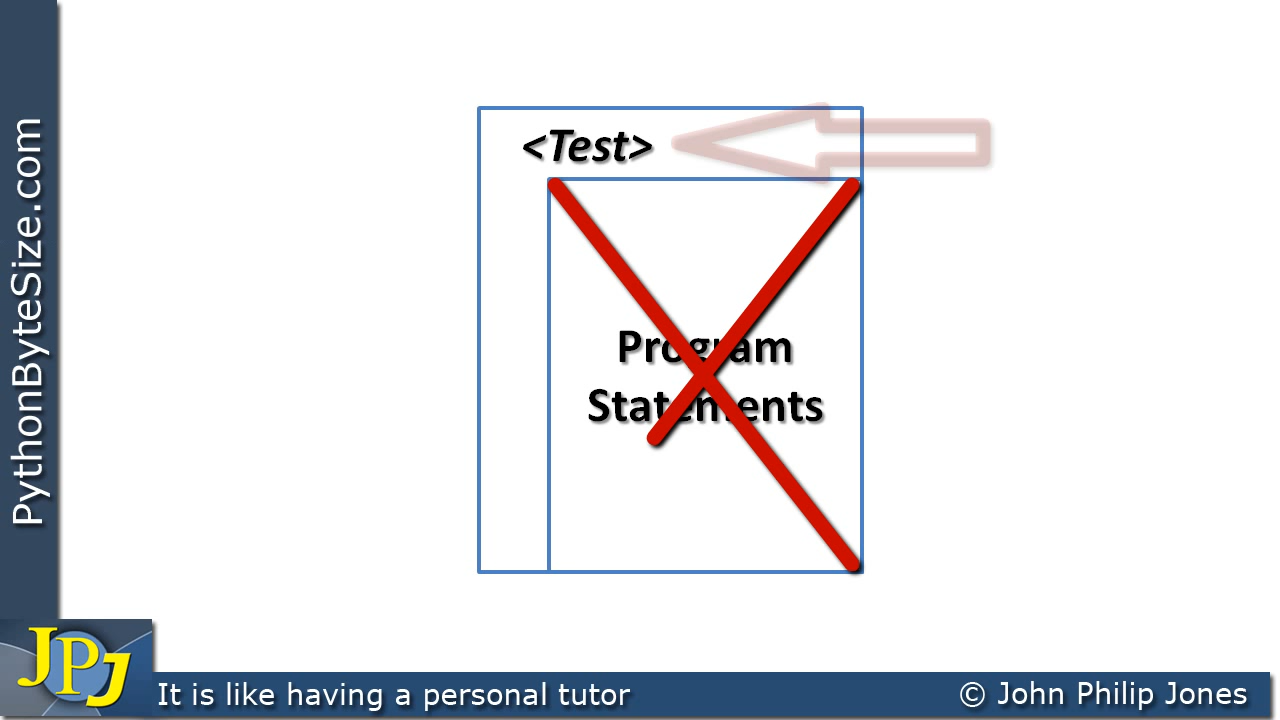 PythonByteSize.com
<Test>
Program
Statements
JPJ
It is like having a personal tutor
© John Philip Jones